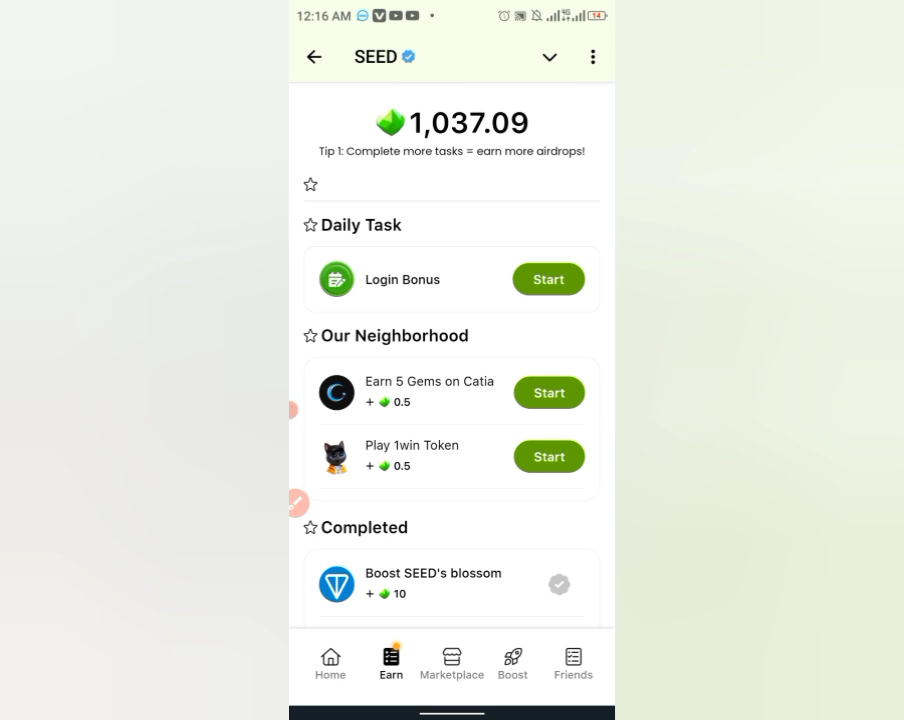 12:16 AM 4G 14
SEED
1,037.09
Tip 1: Complete more tasks = earn more airdrops!
Daily Task
Login Bonus Start
Our Neighborhood
Earn 5 Gems on Catia
+ 0.5 Start
Play 1win Token
+ 0.5 Start
Completed
Boost SEED's blossom
+ 10
Home Earn Marketplace Boost Friends